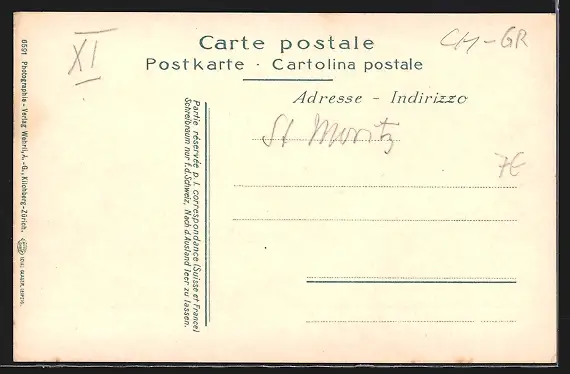 XI
CH-GR
Carte postale
Postkarte · Cartolina postale
Adresse - Indirizzo
St Moritz
7€
Partie réservée p. l. correspondance (Suisse et France)
Schreibraum nur f. d. Schweiz. Nach d. Ausland leer zu lassen.
6591 Photographie-Verlag Wehrli, A.-G., Kilchberg-Zürich.